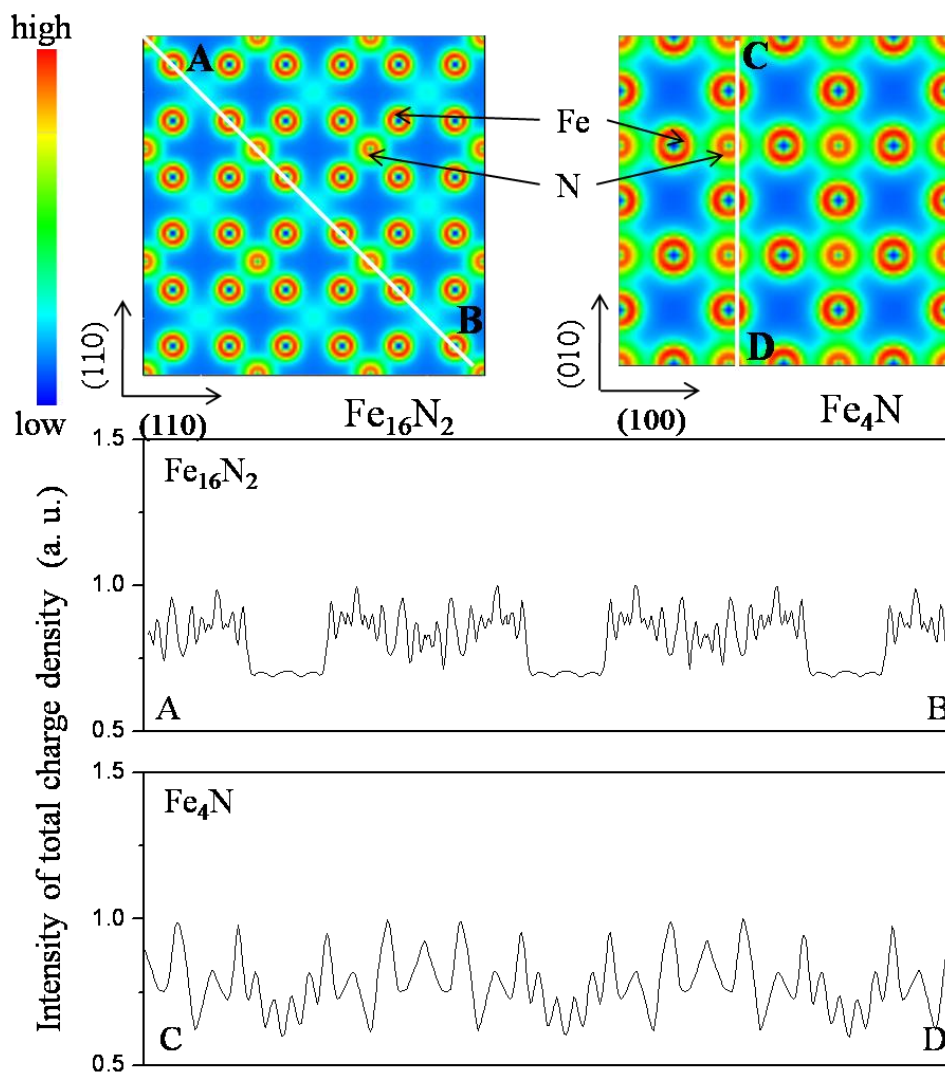 high
low
A
B
(110)
(110)
Fe₁₆N₂
Fe
N
C
D
(010)
(100)
Fe₄N
Intensity of total charge density (a. u.)
1.5
1.0
0.5
Fe₁₆N₂
A
B
1.5
1.0
0.5
Fe₄N
C
D